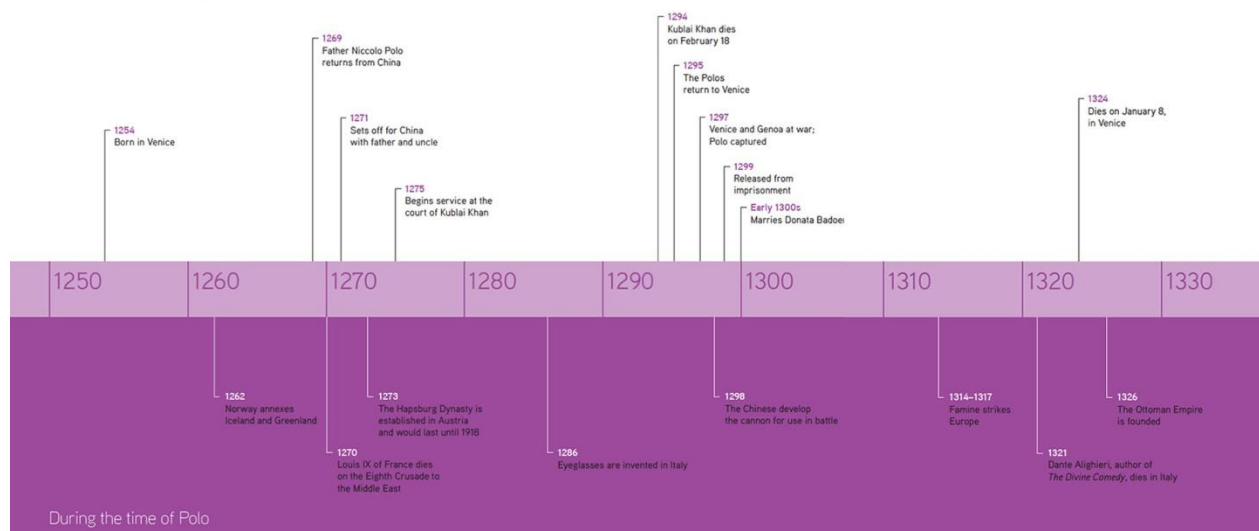 1254
Born in Venice
1269
Father Niccolo Polo
returns from China
1271
Sets off for China
with father and uncle
1275
Begins service at the
court of Kublai Khan
1294
Kublai Khan dies
on February 18
1295
The Polos
return to Venice
1297
Venice and Genoa at war;
Polo captured
1299
Released from
imprisonment
Early 1300s
Marries Donata Badoer
1324
Dies on January 8,
in Venice
1250 1260 1270 1280 1290 1300 1310 1320 1330
1262
Norway annexes
Iceland and Greenland
1270
Louis IX of France dies
on the Eighth Crusade to
the Middle East
1273
The Hapsburg Dynasty is
established in Austria
and would last until 1918
1286
Eyeglasses are invented in Italy
1298
The Chinese develop
the cannon for use in battle
1314–1317
Famine strikes
Europe
1321
Dante Alighieri, author of
The Divine Comedy, dies in Italy
1326
The Ottoman Empire
is founded
During the time of Polo